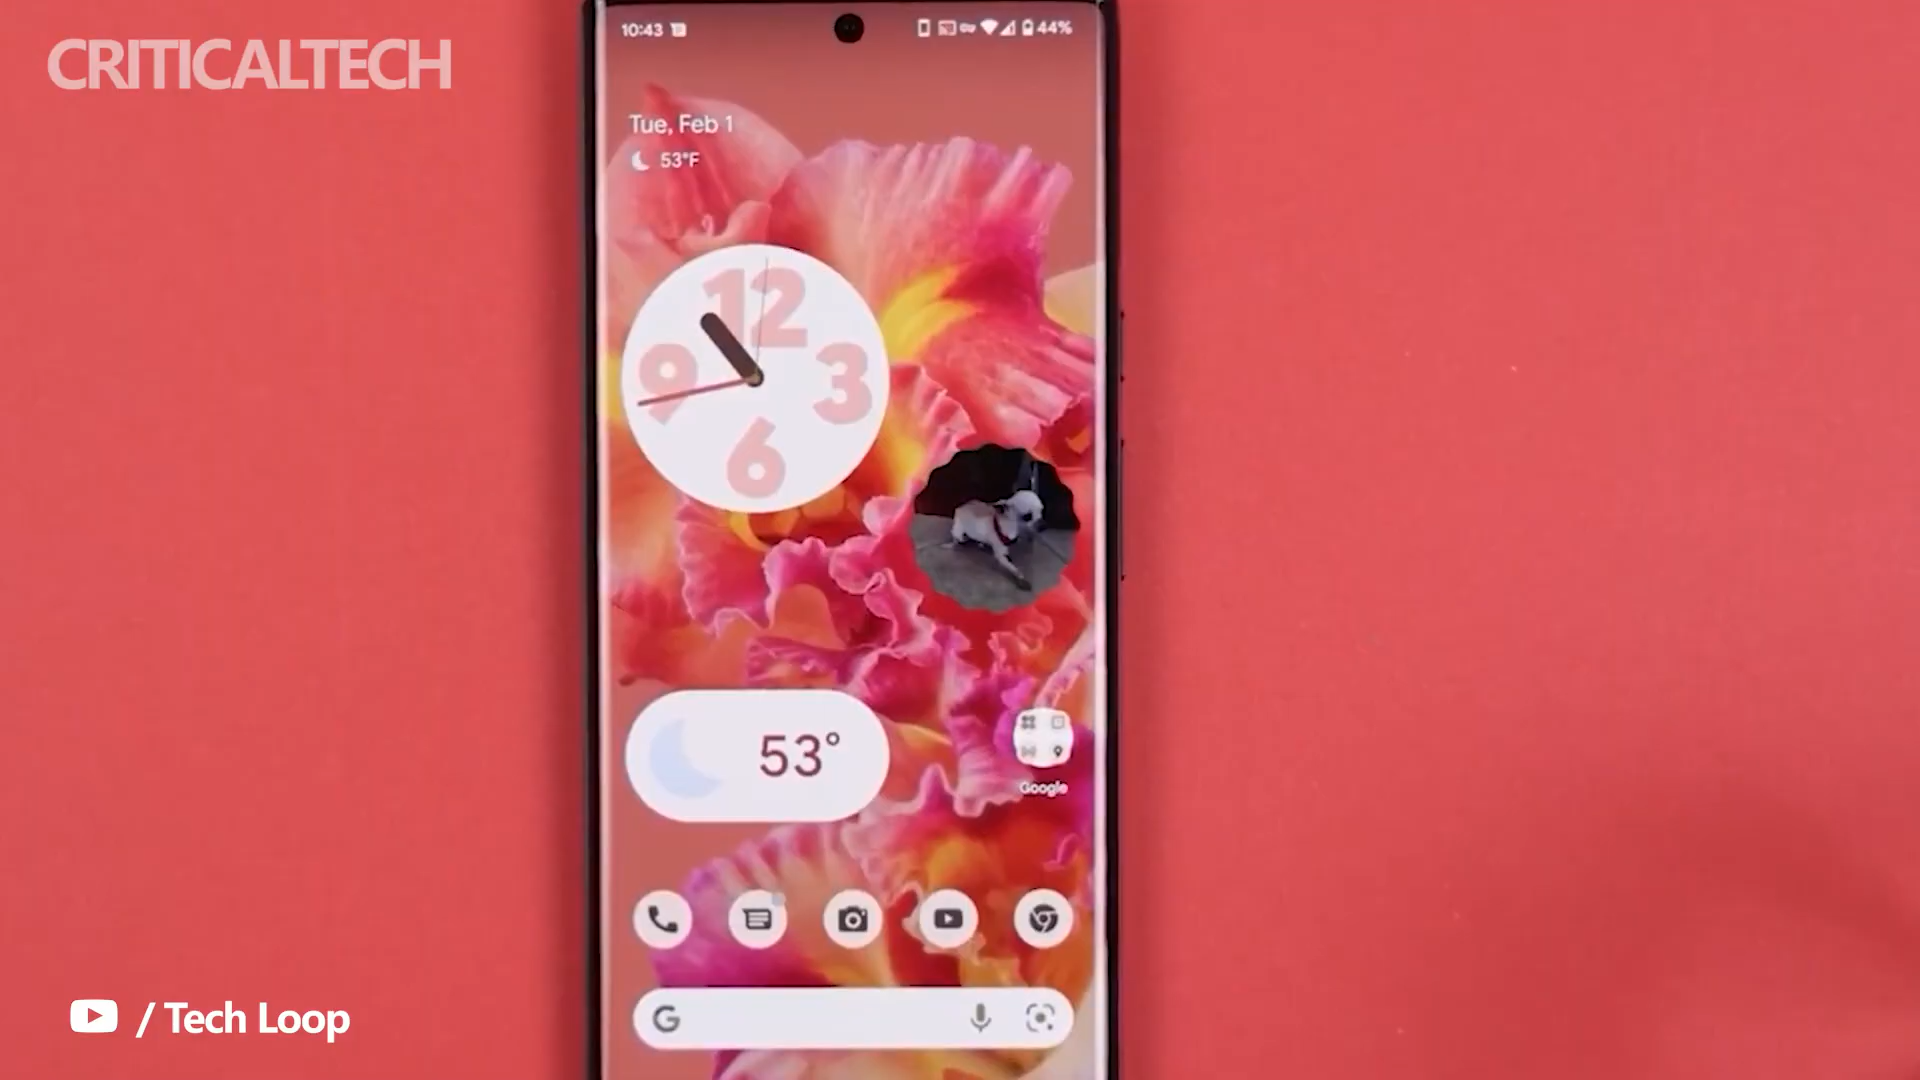 CRITICALTECH
10:43
44%
Tue, Feb 1
53°F
12
9
3
6
53°
Google
G
/ Tech Loop